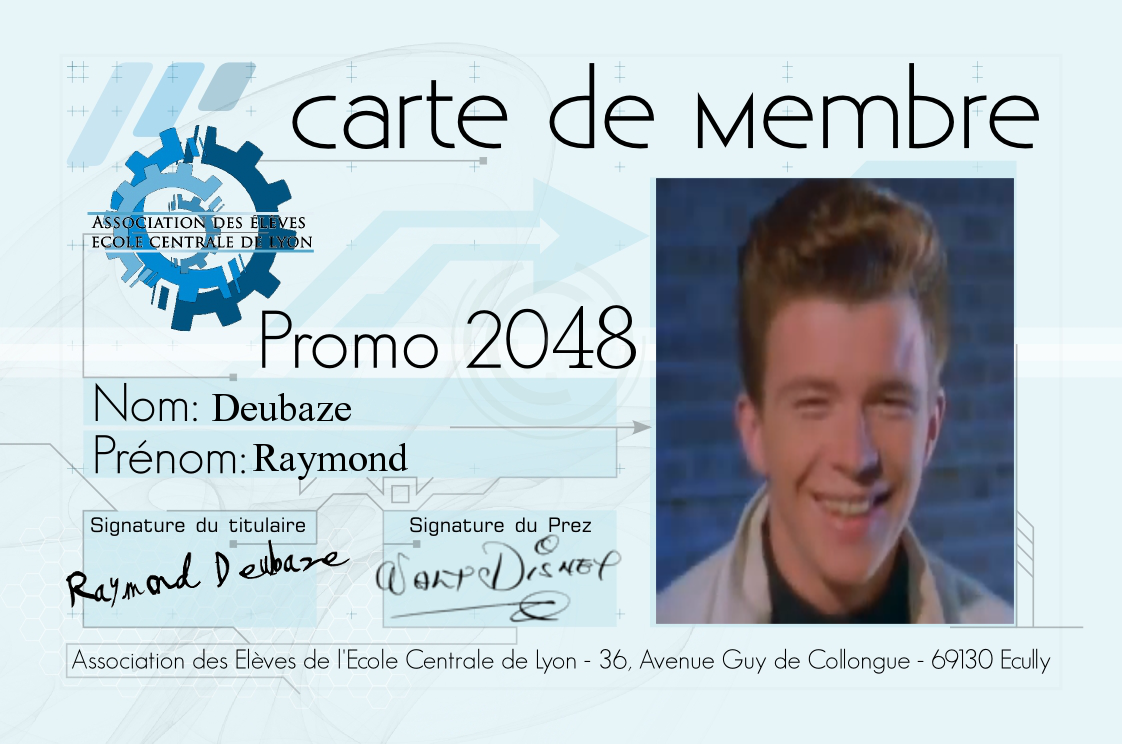 carte de Membre
ASSOCIATION DES ÉLEVES
ECOLE CENTRALE DE LYON
Promo 2048
Nom: Deubaze
Prénom: Raymond
Signature du titulaire
Signature du Prez
Raymond Deubaze
WALT DISNEY
Association des Elèves de l'Ecole Centrale de Lyon - 36, Avenue Guy de Collongue - 69130 Ecully